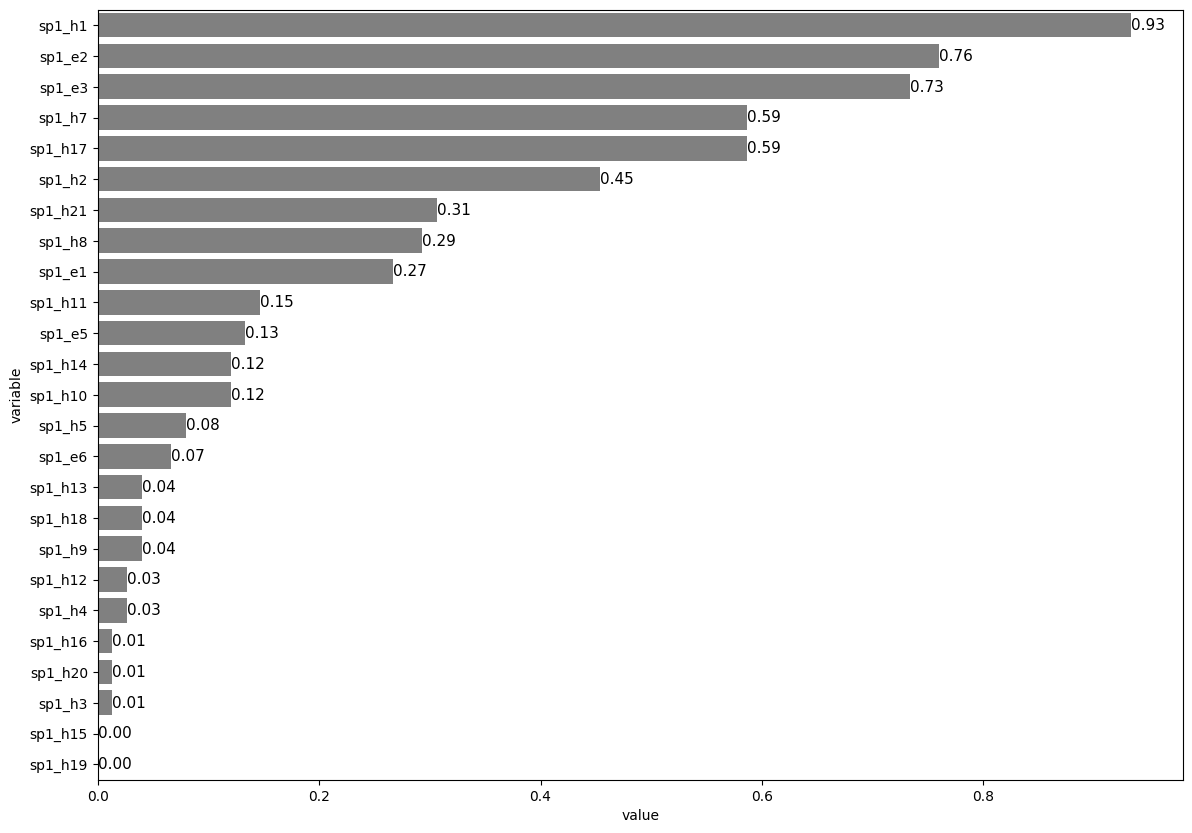 sp1_h1 0.93
sp1_e2 0.76
sp1_e3 0.73
sp1_h7 0.59
sp1_h17 0.59
sp1_h2 0.45
sp1_h21 0.31
sp1_h8 0.29
sp1_e1 0.27
sp1_h11 0.15
sp1_e5 0.13
sp1_h14 0.12
sp1_h10 0.12
sp1_h5 0.08
sp1_e6 0.07
sp1_h13 0.04
sp1_h18 0.04
sp1_h9 0.04
sp1_h12 0.03
sp1_h4 0.03
sp1_h16 0.01
sp1_h20 0.01
sp1_h3 0.01
sp1_h15 0.00
sp1_h19 0.00
variable
0.0 0.2 0.4 0.6 0.8
value